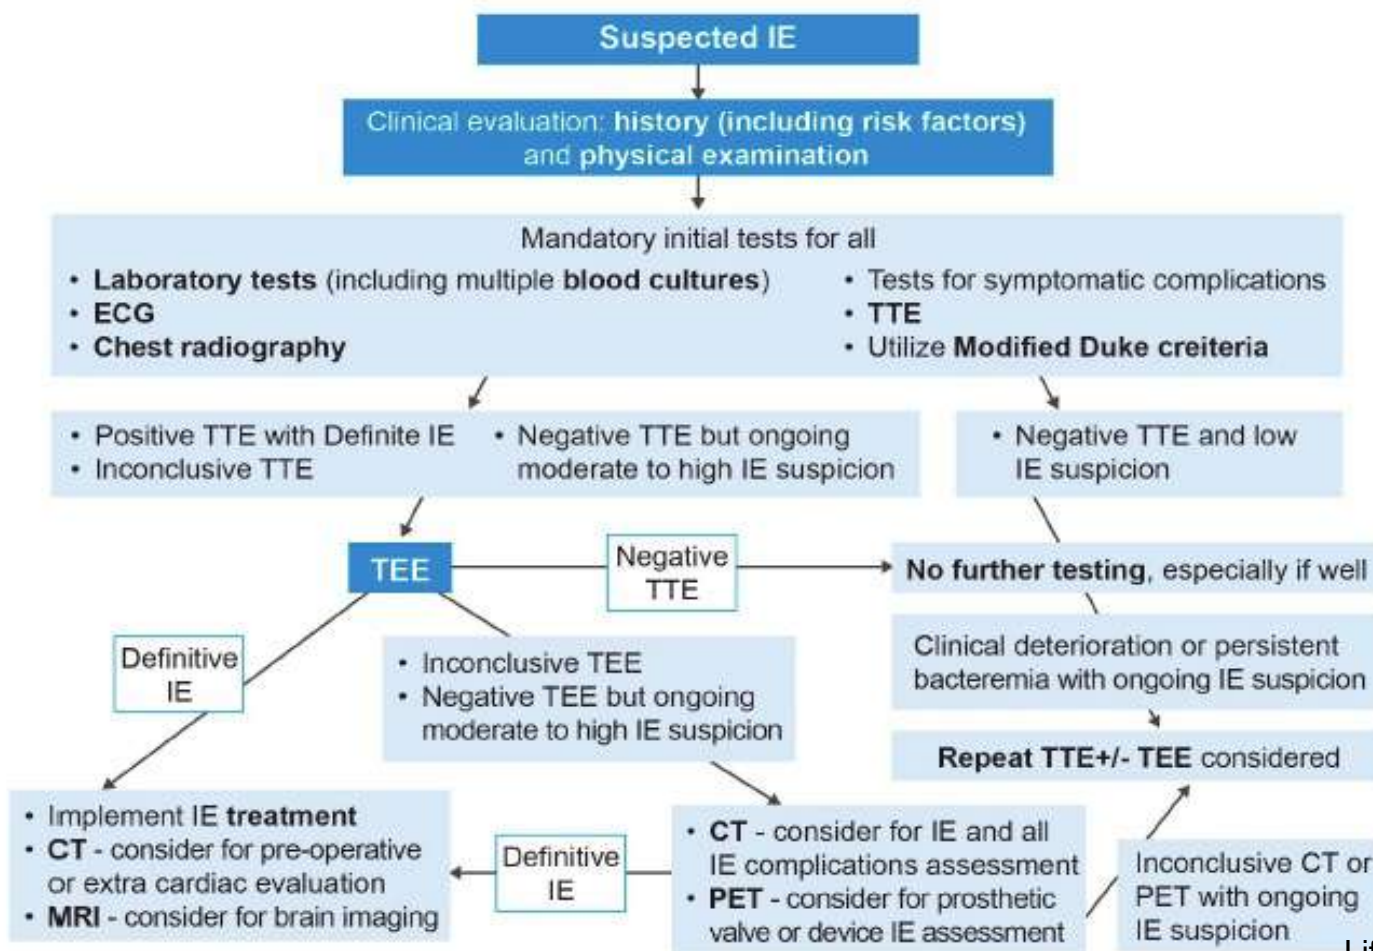 Suspected IE
Clinical evaluation: history (including risk factors)
and physical examination
Mandatory initial tests for all
• Laboratory tests (including multiple blood cultures)
• ECG
• Chest radiography
• Tests for symptomatic complications
• TTE
• Utilize Modified Duke creiteria
• Positive TTE with Definite IE
• Inconclusive TTE
• Negative TTE but ongoing
moderate to high IE suspicion
• Negative TTE and low
IE suspicion
TEE
Negative
TTE
No further testing, especially if well
Definitive
IE
• Inconclusive TEE
• Negative TEE but ongoing
moderate to high IE suspicion
Clinical deterioration or persistent
bacteremia with ongoing IE suspicion
Repeat TTE+/- TEE considered
• Implement IE treatment
• CT - consider for pre-operative
or extra cardiac evaluation
• MRI - consider for brain imaging
Definitive
IE
• CT - consider for IE and all
IE complications assessment
• PET - consider for prosthetic
valve or device IE assessment
Inconclusive CT or
PET with ongoing
IE suspicion